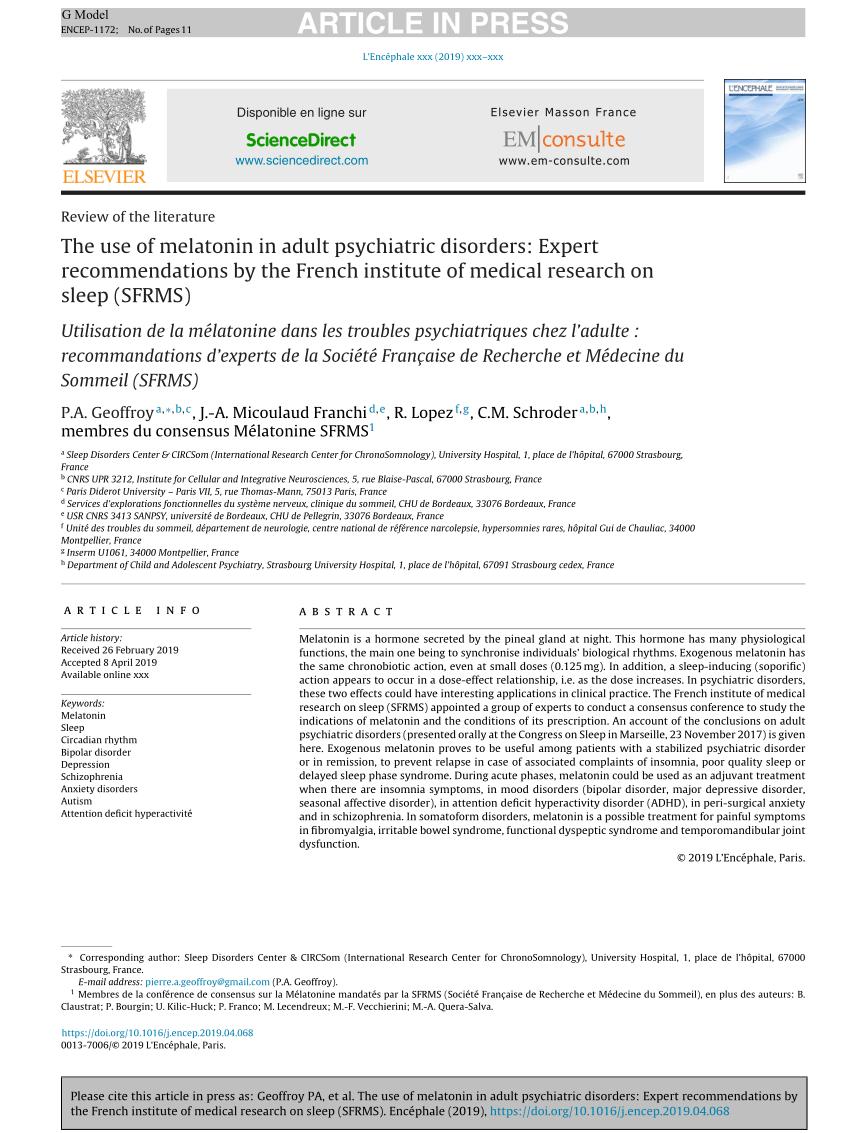 G Model
ENCEP-1172; No. of Pages 11
ARTICLE IN PRESS
L'Encéphale xxx (2019) xxx–xxx
ELSEVIER
Disponible en ligne sur
ScienceDirect
www.sciencedirect.com
Elsevier Masson France
EM|consulte
www.em-consulte.com
L'ENCEPHALE
Review of the literature
The use of melatonin in adult psychiatric disorders: Expert
recommendations by the French institute of medical research on
sleep (SFRMS)
Utilisation de la mélatonine dans les troubles psychiatriques chez l'adulte :
recommandations d'experts de la Société Française de Recherche et Médecine du
Sommeil (SFRMS)
P.A. Geoffroy a,∗,b,c, J.-A. Micoulaud Franchi d,e, R. Lopez f,g, C.M. Schroder a,b,h,
membres du consensus Mélatonine SFRMS 1
a Sleep Disorders Center & CIRCSom (International Research Center for ChronoSomnology), University Hospital, 1, place de l'hôpital, 67000 Strasbourg,
France
b CNRS UPR 3212, Institute for Cellular and Integrative Neurosciences, 5, rue Blaise-Pascal, 67000 Strasbourg, France
c Paris Diderot University – Paris VII, 5, rue Thomas-Mann, 75013 Paris, France
d Services d'explorations fonctionnelles du système nerveux, clinique du sommeil, CHU de Bordeaux, 33076 Bordeaux, France
e USR CNRS 3413 SANPSY, université de Bordeaux, CHU de Pellegrin, 33076 Bordeaux, France
f Unité des troubles du sommeil, département de neurologie, centre national de référence narcolepsie, hypersomnies rares, hôpital Gui de Chauliac, 34000
Montpellier, France
g Inserm U1061, 34000 Montpellier, France
h Department of Child and Adolescent Psychiatry, Strasbourg University Hospital, 1, place de l'hôpital, 67091 Strasbourg cedex, France
ARTICLE INFO
Article history:
Received 26 February 2019
Accepted 8 April 2019
Available online xxx
Keywords:
Melatonin
Sleep
Circadian rhythm
Bipolar disorder
Depression
Schizophrenia
Anxiety disorders
Autism
Attention deficit hyperactivité
ABSTRACT
Melatonin is a hormone secreted by the pineal gland at night. This hormone has many physiological
functions, the main one being to synchronise individuals' biological rhythms. Exogenous melatonin has
the same chronobiotic action, even at small doses (0.125 mg). In addition, a sleep-inducing (soporific)
action appears to occur in a dose-effect relationship, i.e. as the dose increases. In psychiatric disorders,
these two effects could have interesting applications in clinical practice. The French institute of medical
research on sleep (SFRMS) appointed a group of experts to conduct a consensus conference to study the
indications of melatonin and the conditions of its prescription. An account of the conclusions on adult
psychiatric disorders (presented orally at the Congress on Sleep in Marseille, 23 November 2017) is given
here. Exogenous melatonin proves to be useful among patients with a stabilized psychiatric disorder
or in remission, to prevent relapse in case of associated complaints of insomnia, poor quality sleep or
delayed sleep phase syndrome. During acute phases, melatonin could be used as an adjuvant treatment
when there are insomnia symptoms, in mood disorders (bipolar disorder, major depressive disorder,
seasonal affective disorder), in attention deficit hyperactivity disorder (ADHD), in peri-surgical anxiety
and in schizophrenia. In somatoform disorders, melatonin is a possible treatment for painful symptoms
in fibromyalgia, irritable bowel syndrome, functional dyspeptic syndrome and temporomandibular joint
dysfunction.
© 2019 L'Encéphale, Paris.
∗ Corresponding author: Sleep Disorders Center & CIRCSom (International Research Center for ChronoSomnology), University Hospital, 1, place de l'hôpital, 67000
Strasbourg, France.
E-mail address: pierre.a.geoffroy@gmail.com (P.A. Geoffroy).
1 Membres de la conférence de consensus sur la Mélatonine mandatés par la SFRMS (Société Française de Recherche et Médecine du Sommeil), en plus des auteurs: B.
Claustrat; P. Bourgin; U. Kilic-Huck; P. Franco; M. Lecendreux; M.-F. Vecchierini; M.-A. Quera-Salva.
https://doi.org/10.1016/j.encep.2019.04.068
0013-7006/© 2019 L'Encéphale, Paris.
Please cite this article in press as: Geoffroy PA, et al. The use of melatonin in adult psychiatric disorders: Expert recommendations by
the French institute of medical research on sleep (SFRMS). Encéphale (2019), https://doi.org/10.1016/j.encep.2019.04.068